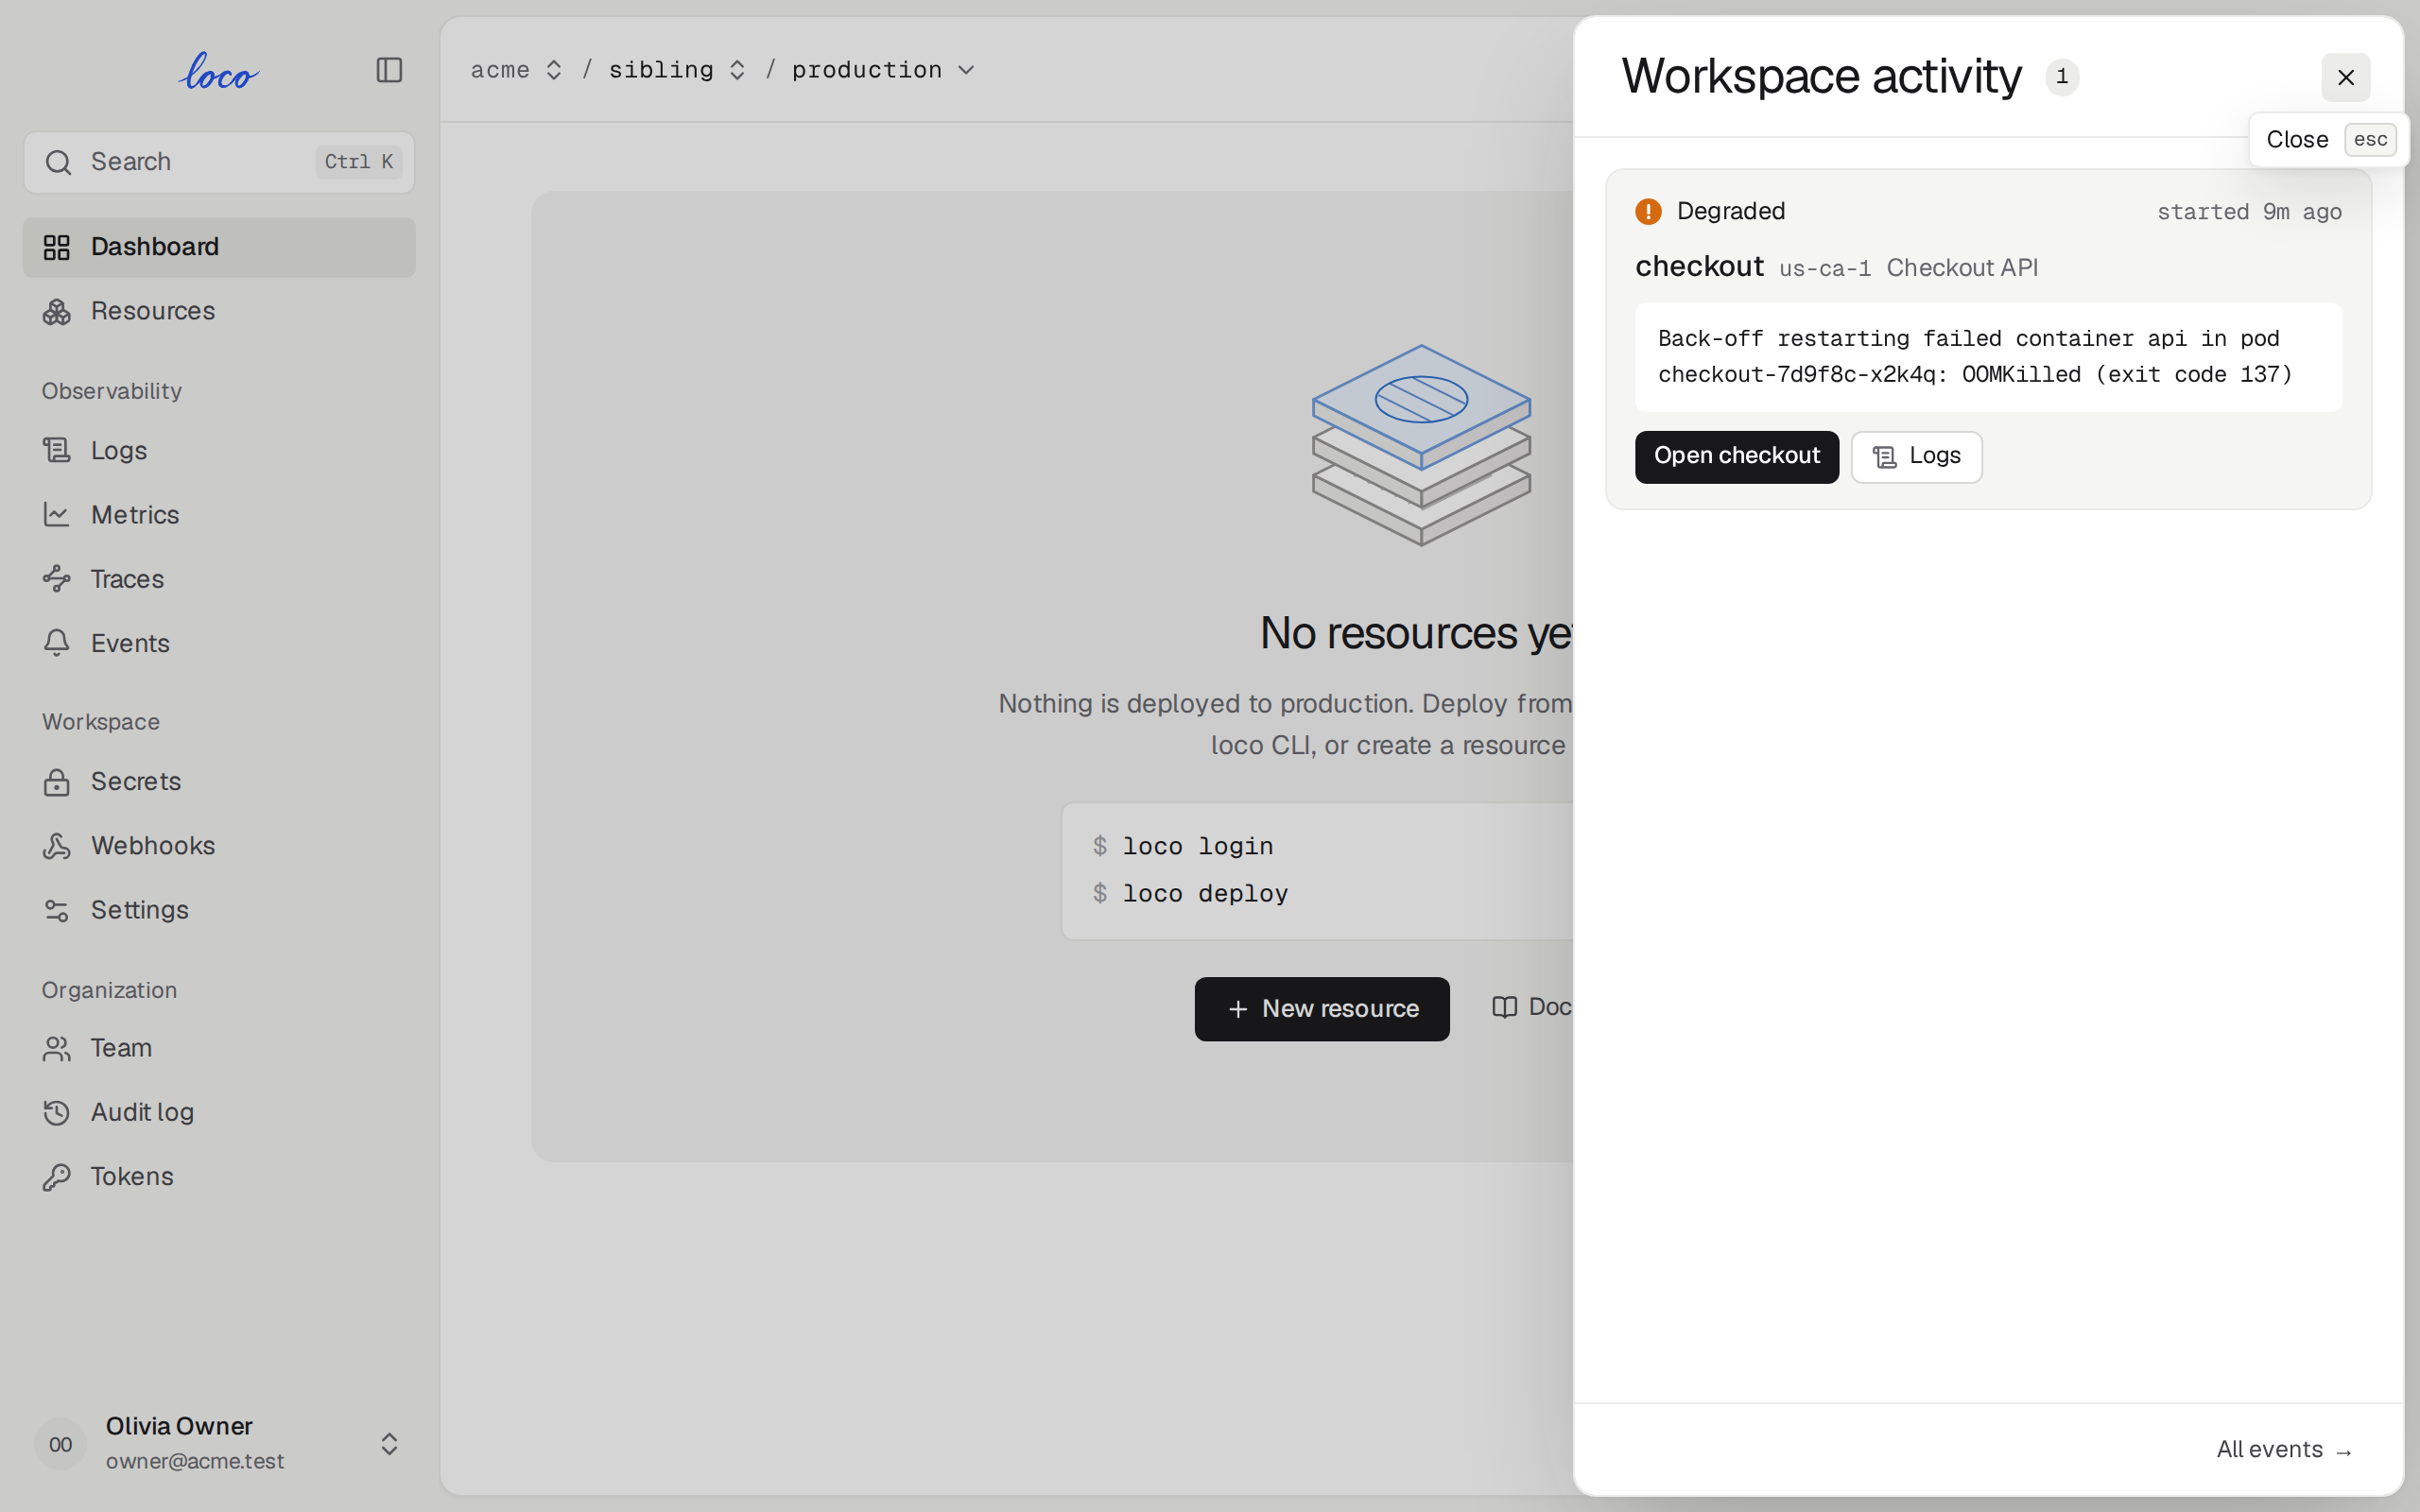 loco
Search Ctrl K
Dashboard
Resources
Observability
Logs
Metrics
Traces
Events
Workspace
Secrets
Webhooks
Settings
Organization
Team
Audit log
Tokens
OO
Olivia Owner
owner@acme.test
acme / sibling / production
No resources yet
Nothing is deployed to production. Deploy from
loco CLI, or create a resource
$ loco login
$ loco deploy
+ New resource
Doc
Workspace activity 1
Close esc
Degraded started 9m ago
checkout us-ca-1 Checkout API
Back-off restarting failed container api in pod
checkout-7d9f8c-x2k4q: OOMKilled (exit code 137)
Open checkout Logs
All events →